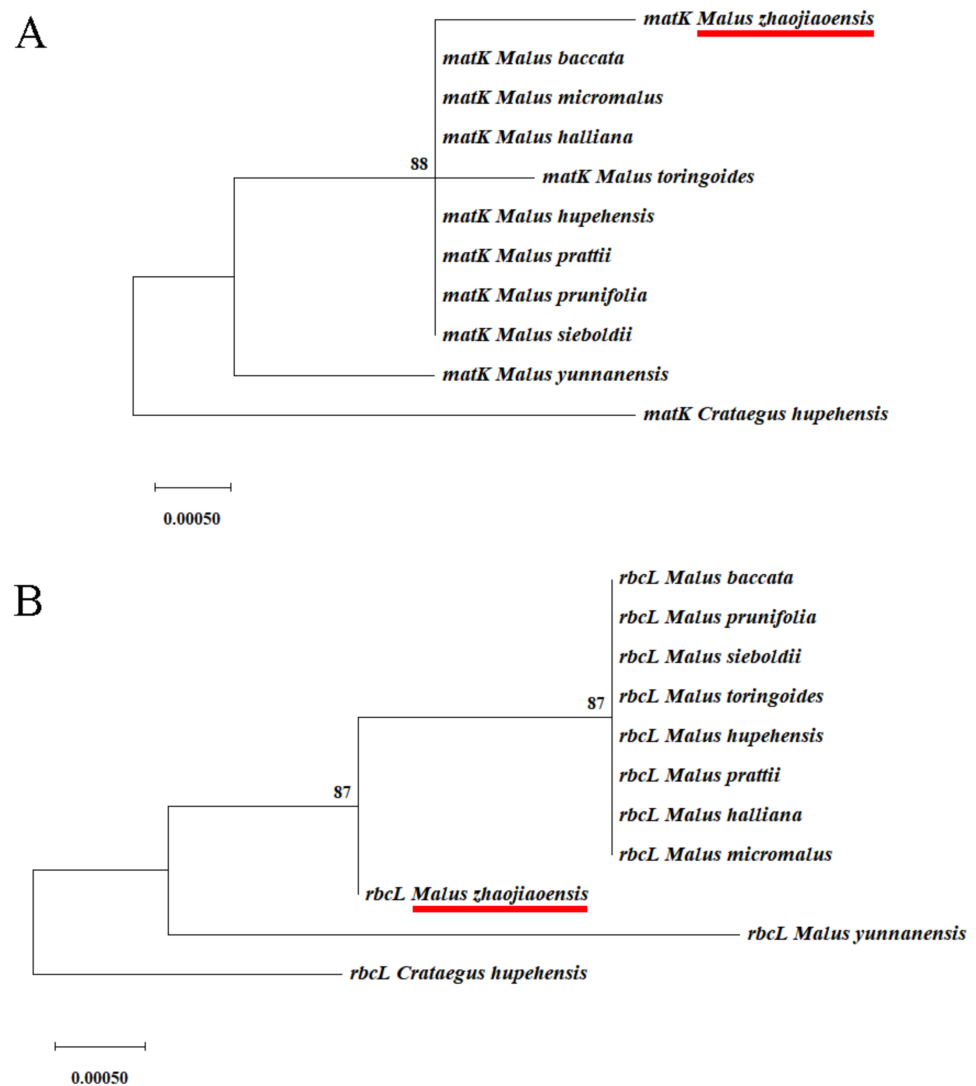 A
matK Malus zhaojiaoensis
matK Malus baccata
matK Malus micromalus
matK Malus halliana
88
matK Malus toringoides
matK Malus hupehensis
matK Malus prattii
matK Malus prunifolia
matK Malus sieboldii
matK Malus yunnanensis
matK Crataegus hupehensis
0.00050
B
rbcL Malus baccata
rbcL Malus prunifolia
rbcL Malus sieboldii
rbcL Malus toringoides
87
rbcL Malus hupehensis
rbcL Malus prattii
87
rbcL Malus halliana
rbcL Malus micromalus
rbcL Malus zhaojiaoensis
rbcL Malus yunnanensis
rbcL Crataegus hupehensis
0.00050